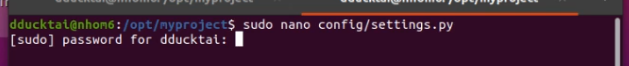 dducktai@nhom6:/opt/myproject$ sudo nano config/settings.py
[sudo] password for dducktai: